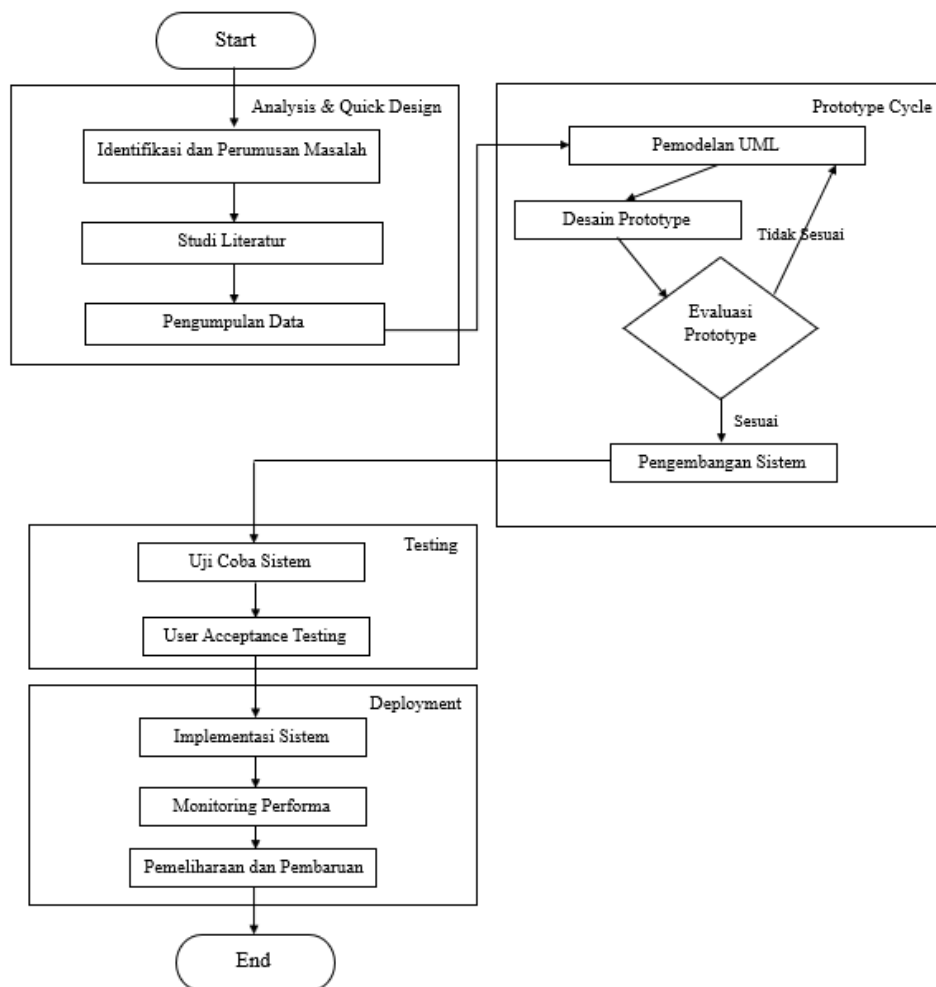 Start
Analysis & Quick Design
Identifikasi dan Perumusan Masalah
Studi Literatur
Pengumpulan Data
Prototype Cycle
Pemodelan UML
Desain Prototype
Tidak Sesuai
Evaluasi
Prototype
Sesuai
Pengembangan Sistem
Testing
Uji Coba Sistem
User Acceptance Testing
Deployment
Implementasi Sistem
Monitoring Performa
Pemeliharaan dan Pembaruan
End